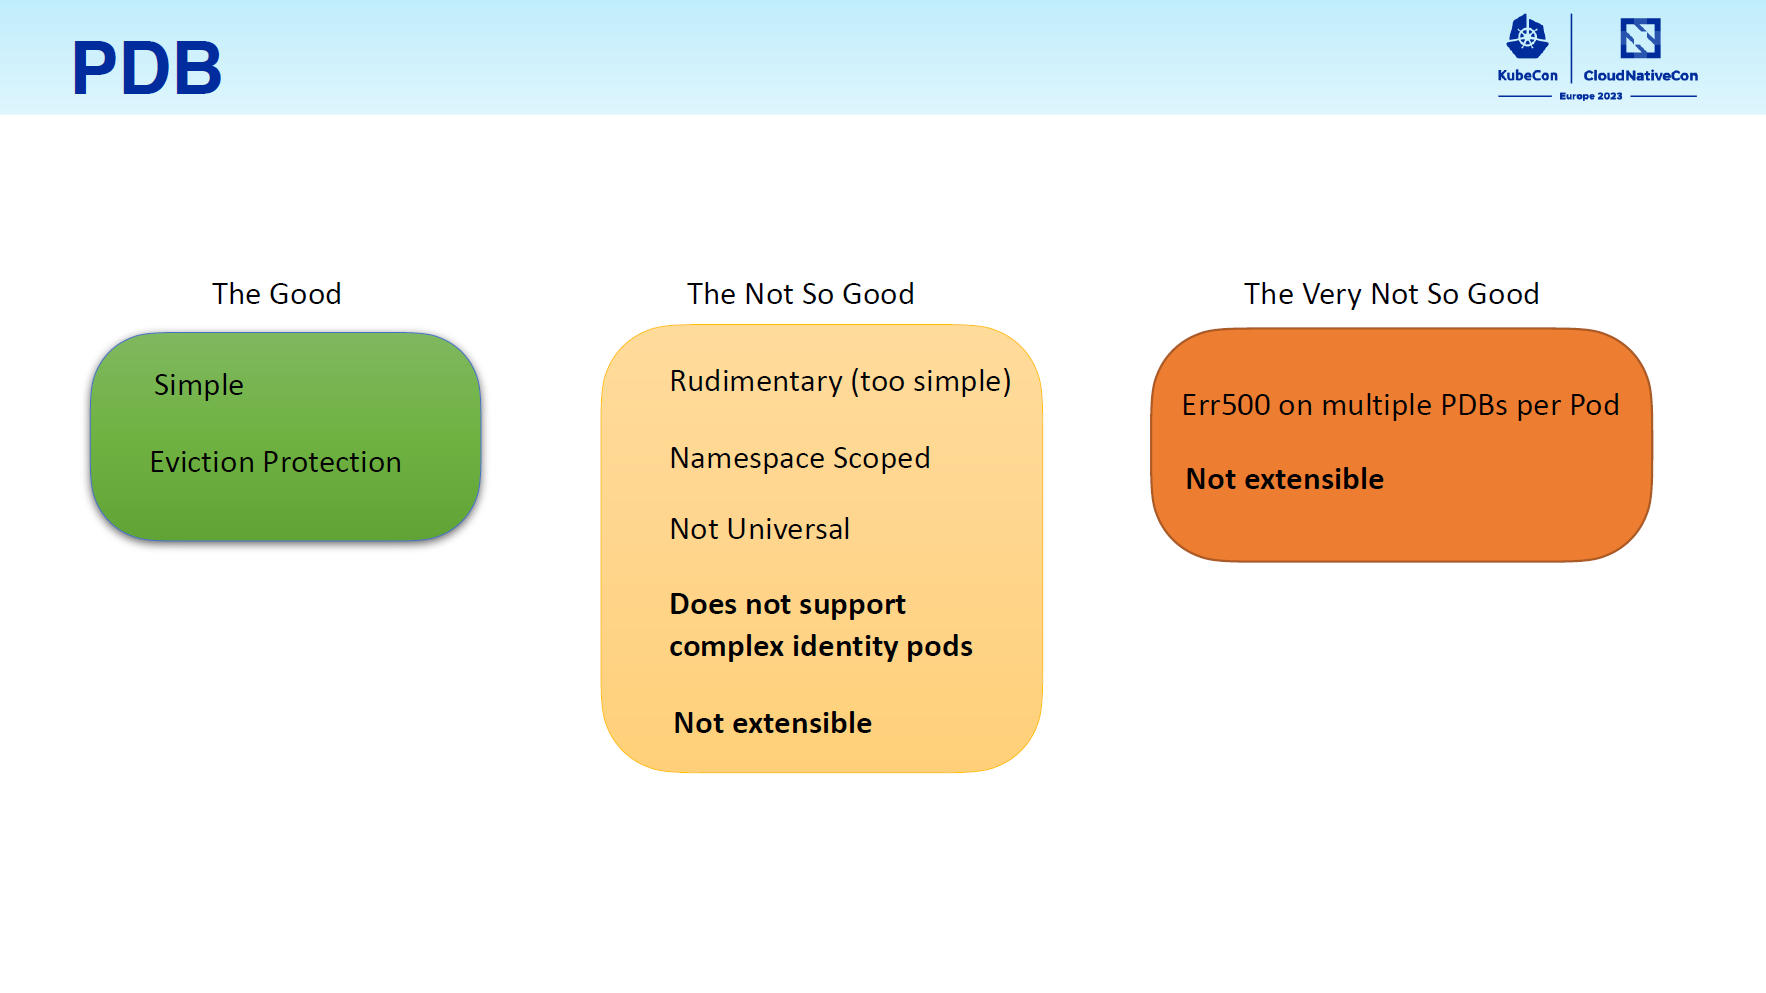 PDB
KubeCon
CloudNativeCon
Europe 2023
The Good
Simple
Eviction Protection
The Not So Good
Rudimentary (too simple)
Namespace Scoped
Not Universal
Does not support
complex identity pods
Not extensible
The Very Not So Good
Err500 on multiple PDBs per Pod
Not extensible